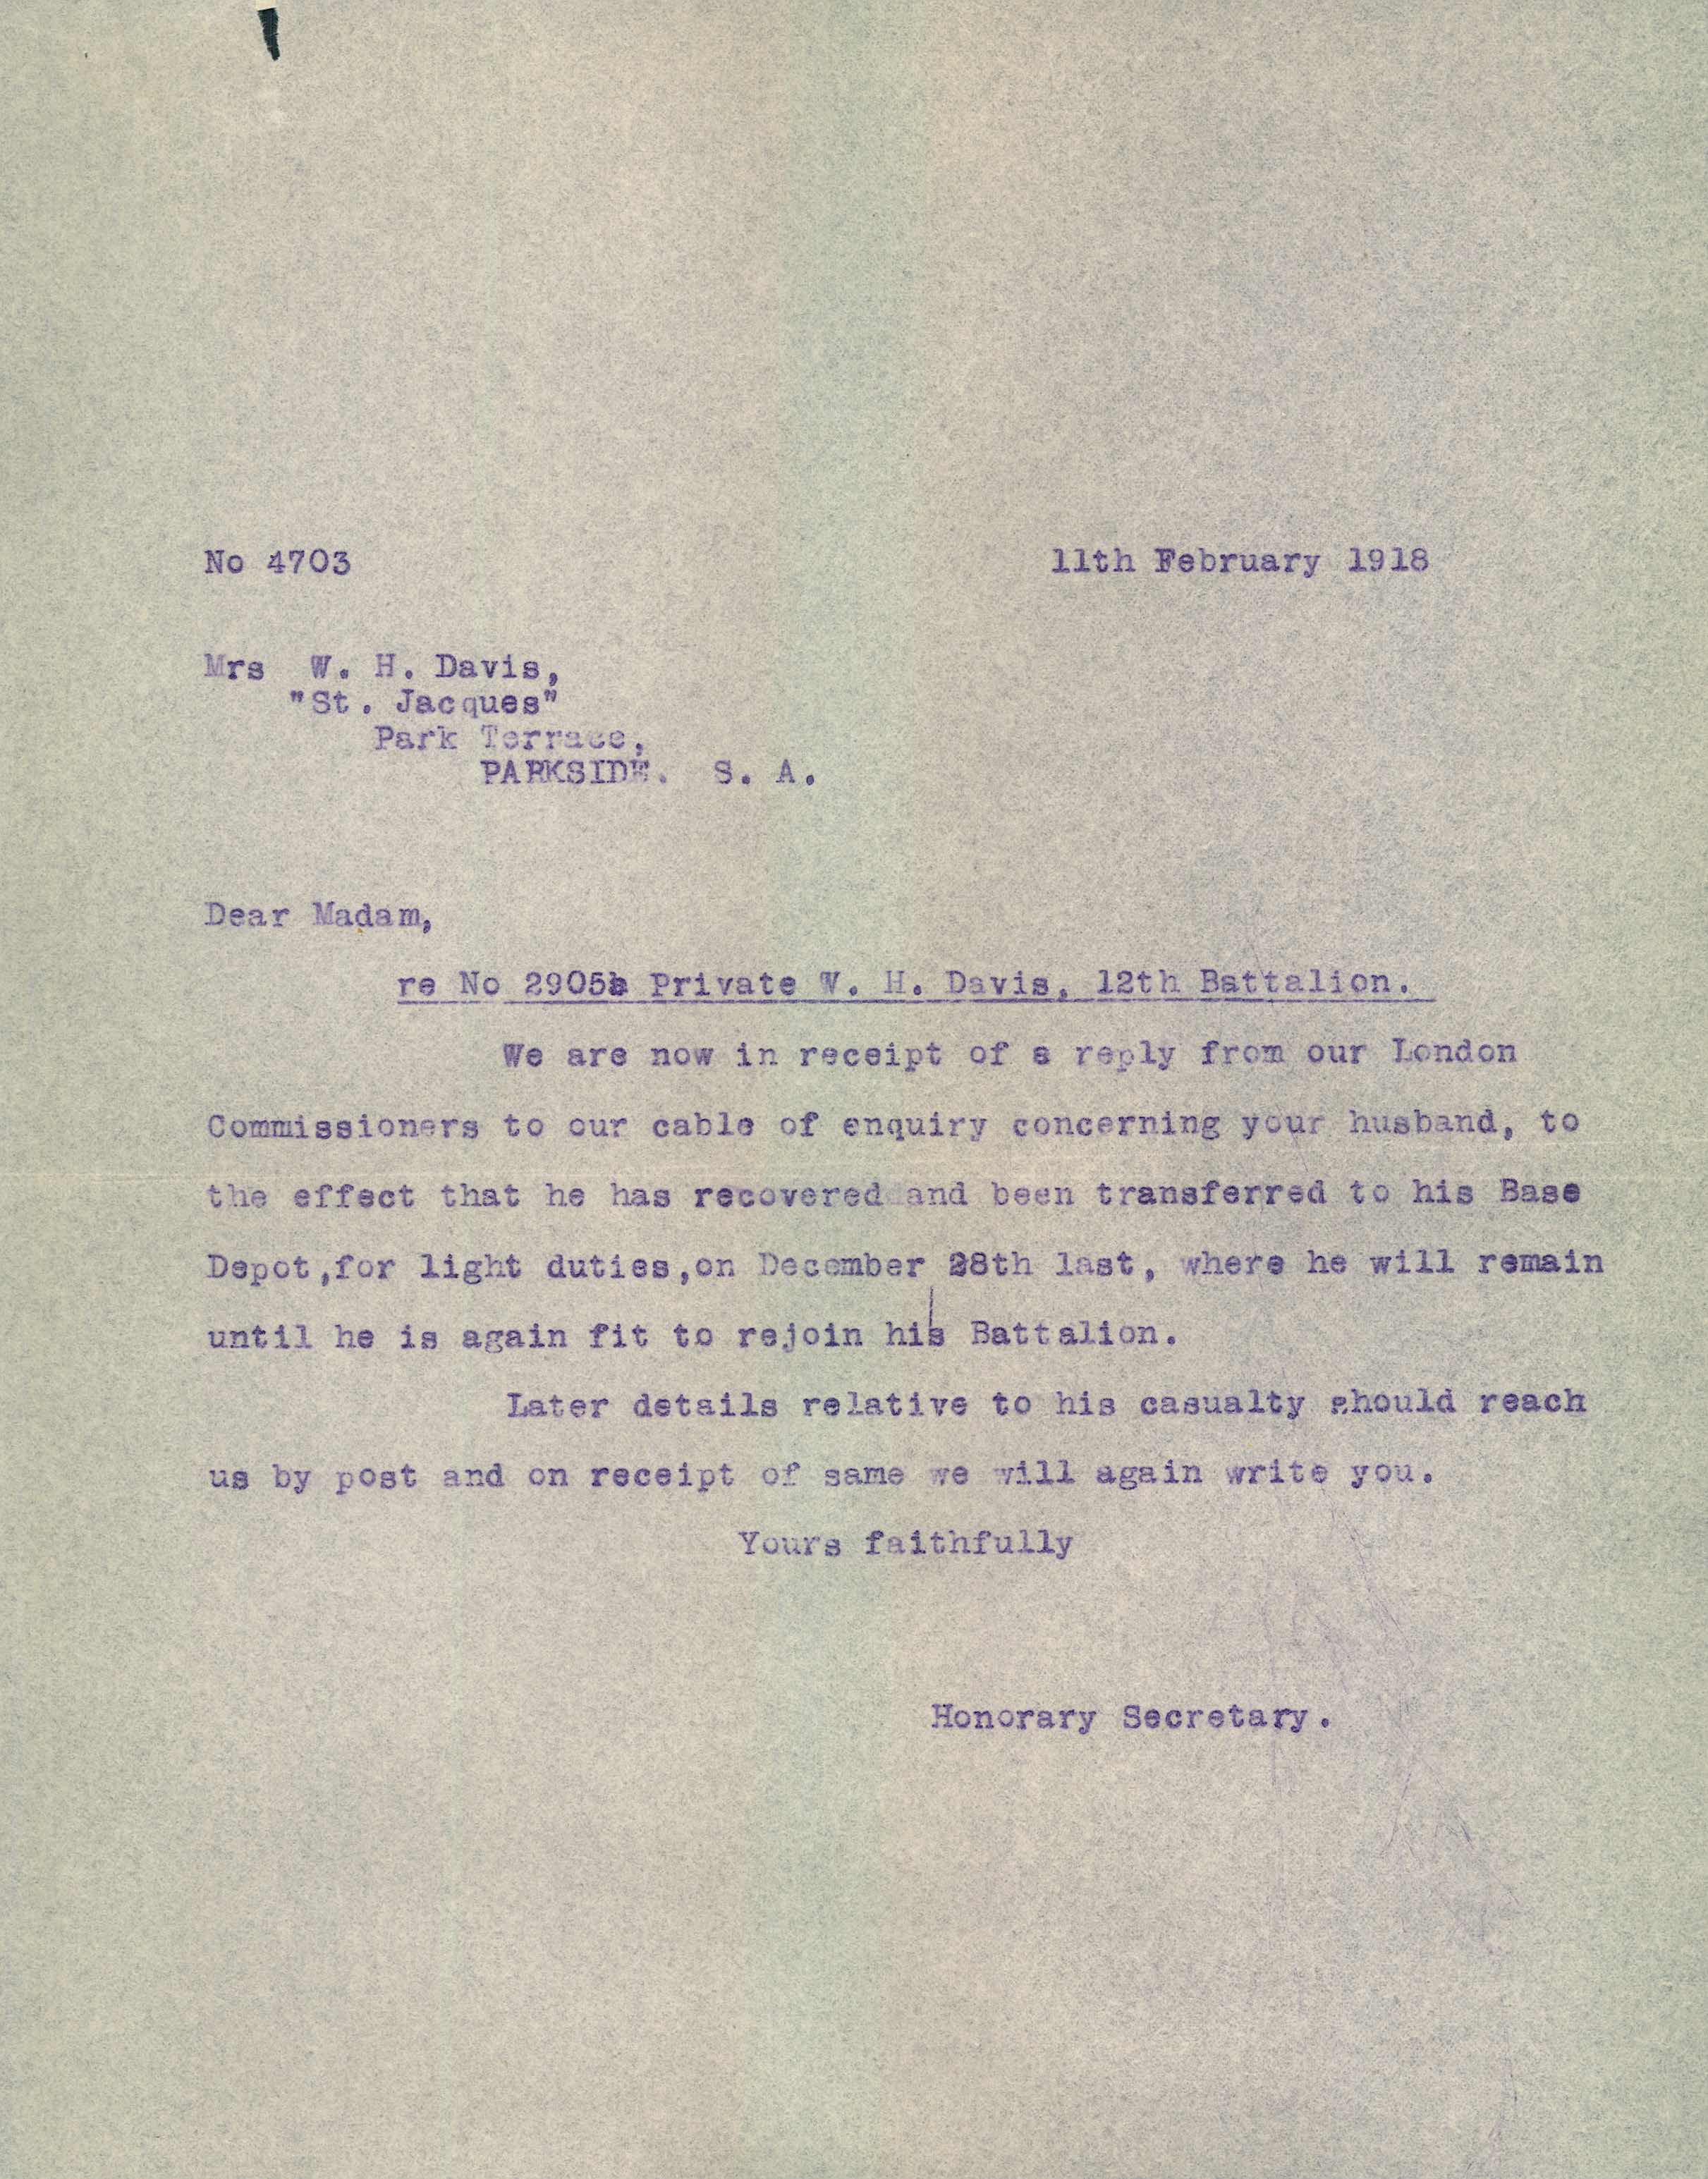 No 4703 11th February 1918
Mrs W. H. Davis,
"St. Jacques"
Park Terrace,
PARKSIDE. S. A.
Dear Madam,
re No 2905a Private W. H. Davis, 12th Battalion.
We are now in receipt of a reply from our London
Commissioners to our cable of enquiry concerning your husband, to
the effect that he has recovered and been transferred to his Base
Depot,for light duties,on December 28th last, where he will remain
until he is again fit to rejoin his Battalion.
Later details relative to his casualty should reach
us by post and on receipt of same we will again write you.
Yours faithfully
Honorary Secretary.